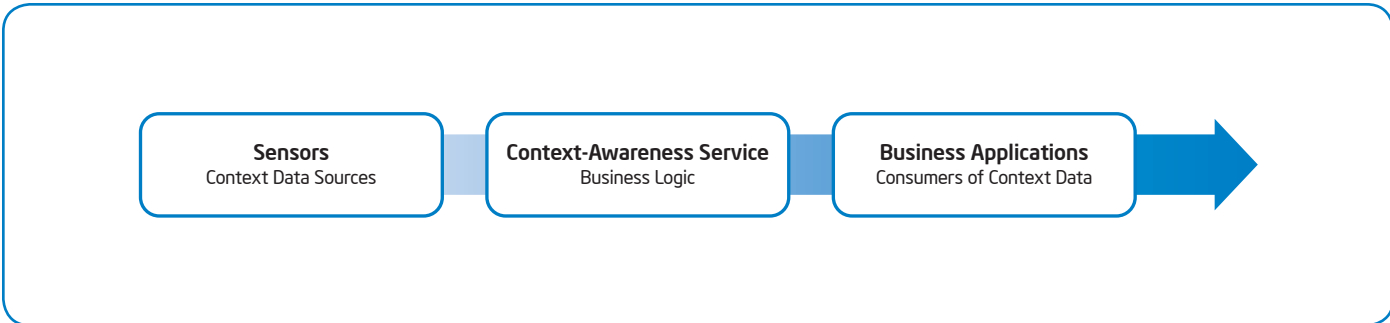 Sensors
Context Data Sources
Context-Awareness Service
Business Logic
Business Applications
Consumers of Context Data